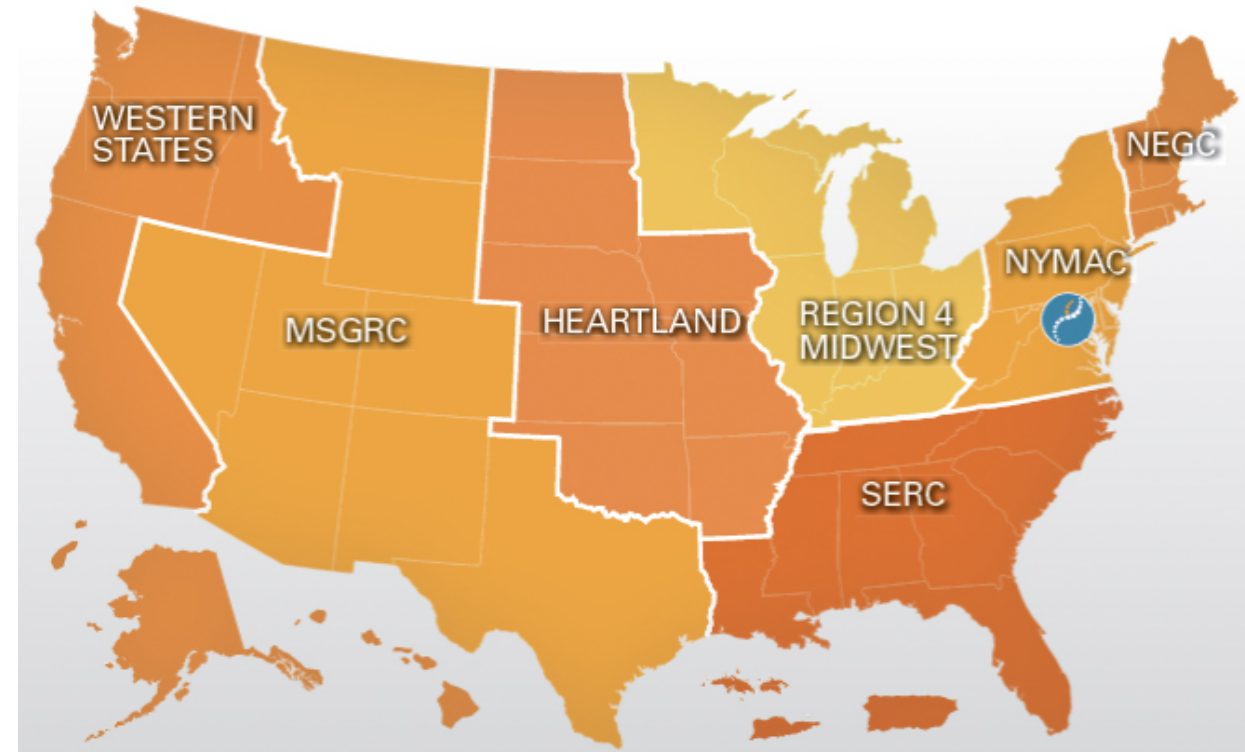 WESTERN
STATES
NEGC
NYMAC
MSGRC
HEARTLAND
REGION 4
MIDWEST
SERC